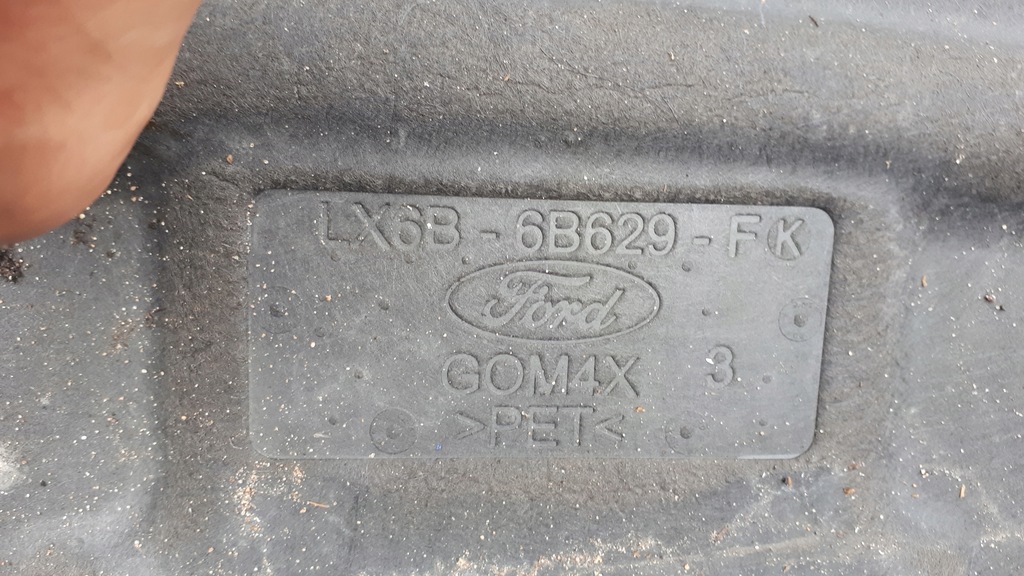 LX6B - 6B629 - FK
Ford
GOM4X 3
>PET<